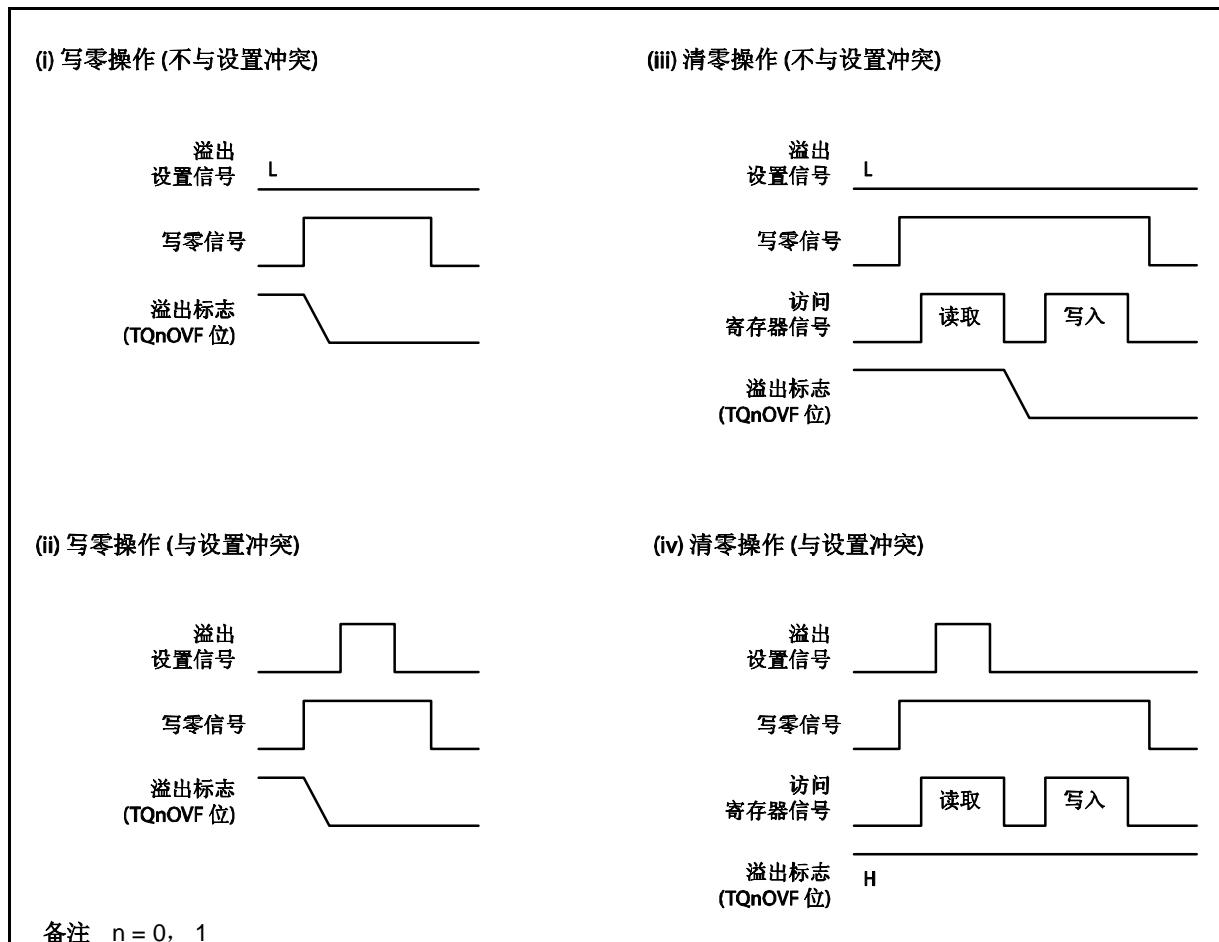 (i) 写零操作 (不与设置冲突)
溢出
设置信号
L
写零信号
溢出标志
(TQnOVF 位)
(iii) 清零操作 (不与设置冲突)
溢出
设置信号
L
写零信号
访问
寄存器信号
读取
写入
溢出标志
(TQnOVF 位)
(ii) 写零操作 (与设置冲突)
溢出
设置信号
写零信号
溢出标志
(TQnOVF 位)
(iv) 清零操作 (与设置冲突)
溢出
设置信号
写零信号
访问
寄存器信号
读取
写入
溢出标志
(TQnOVF 位)
H
备注 n = 0， 1